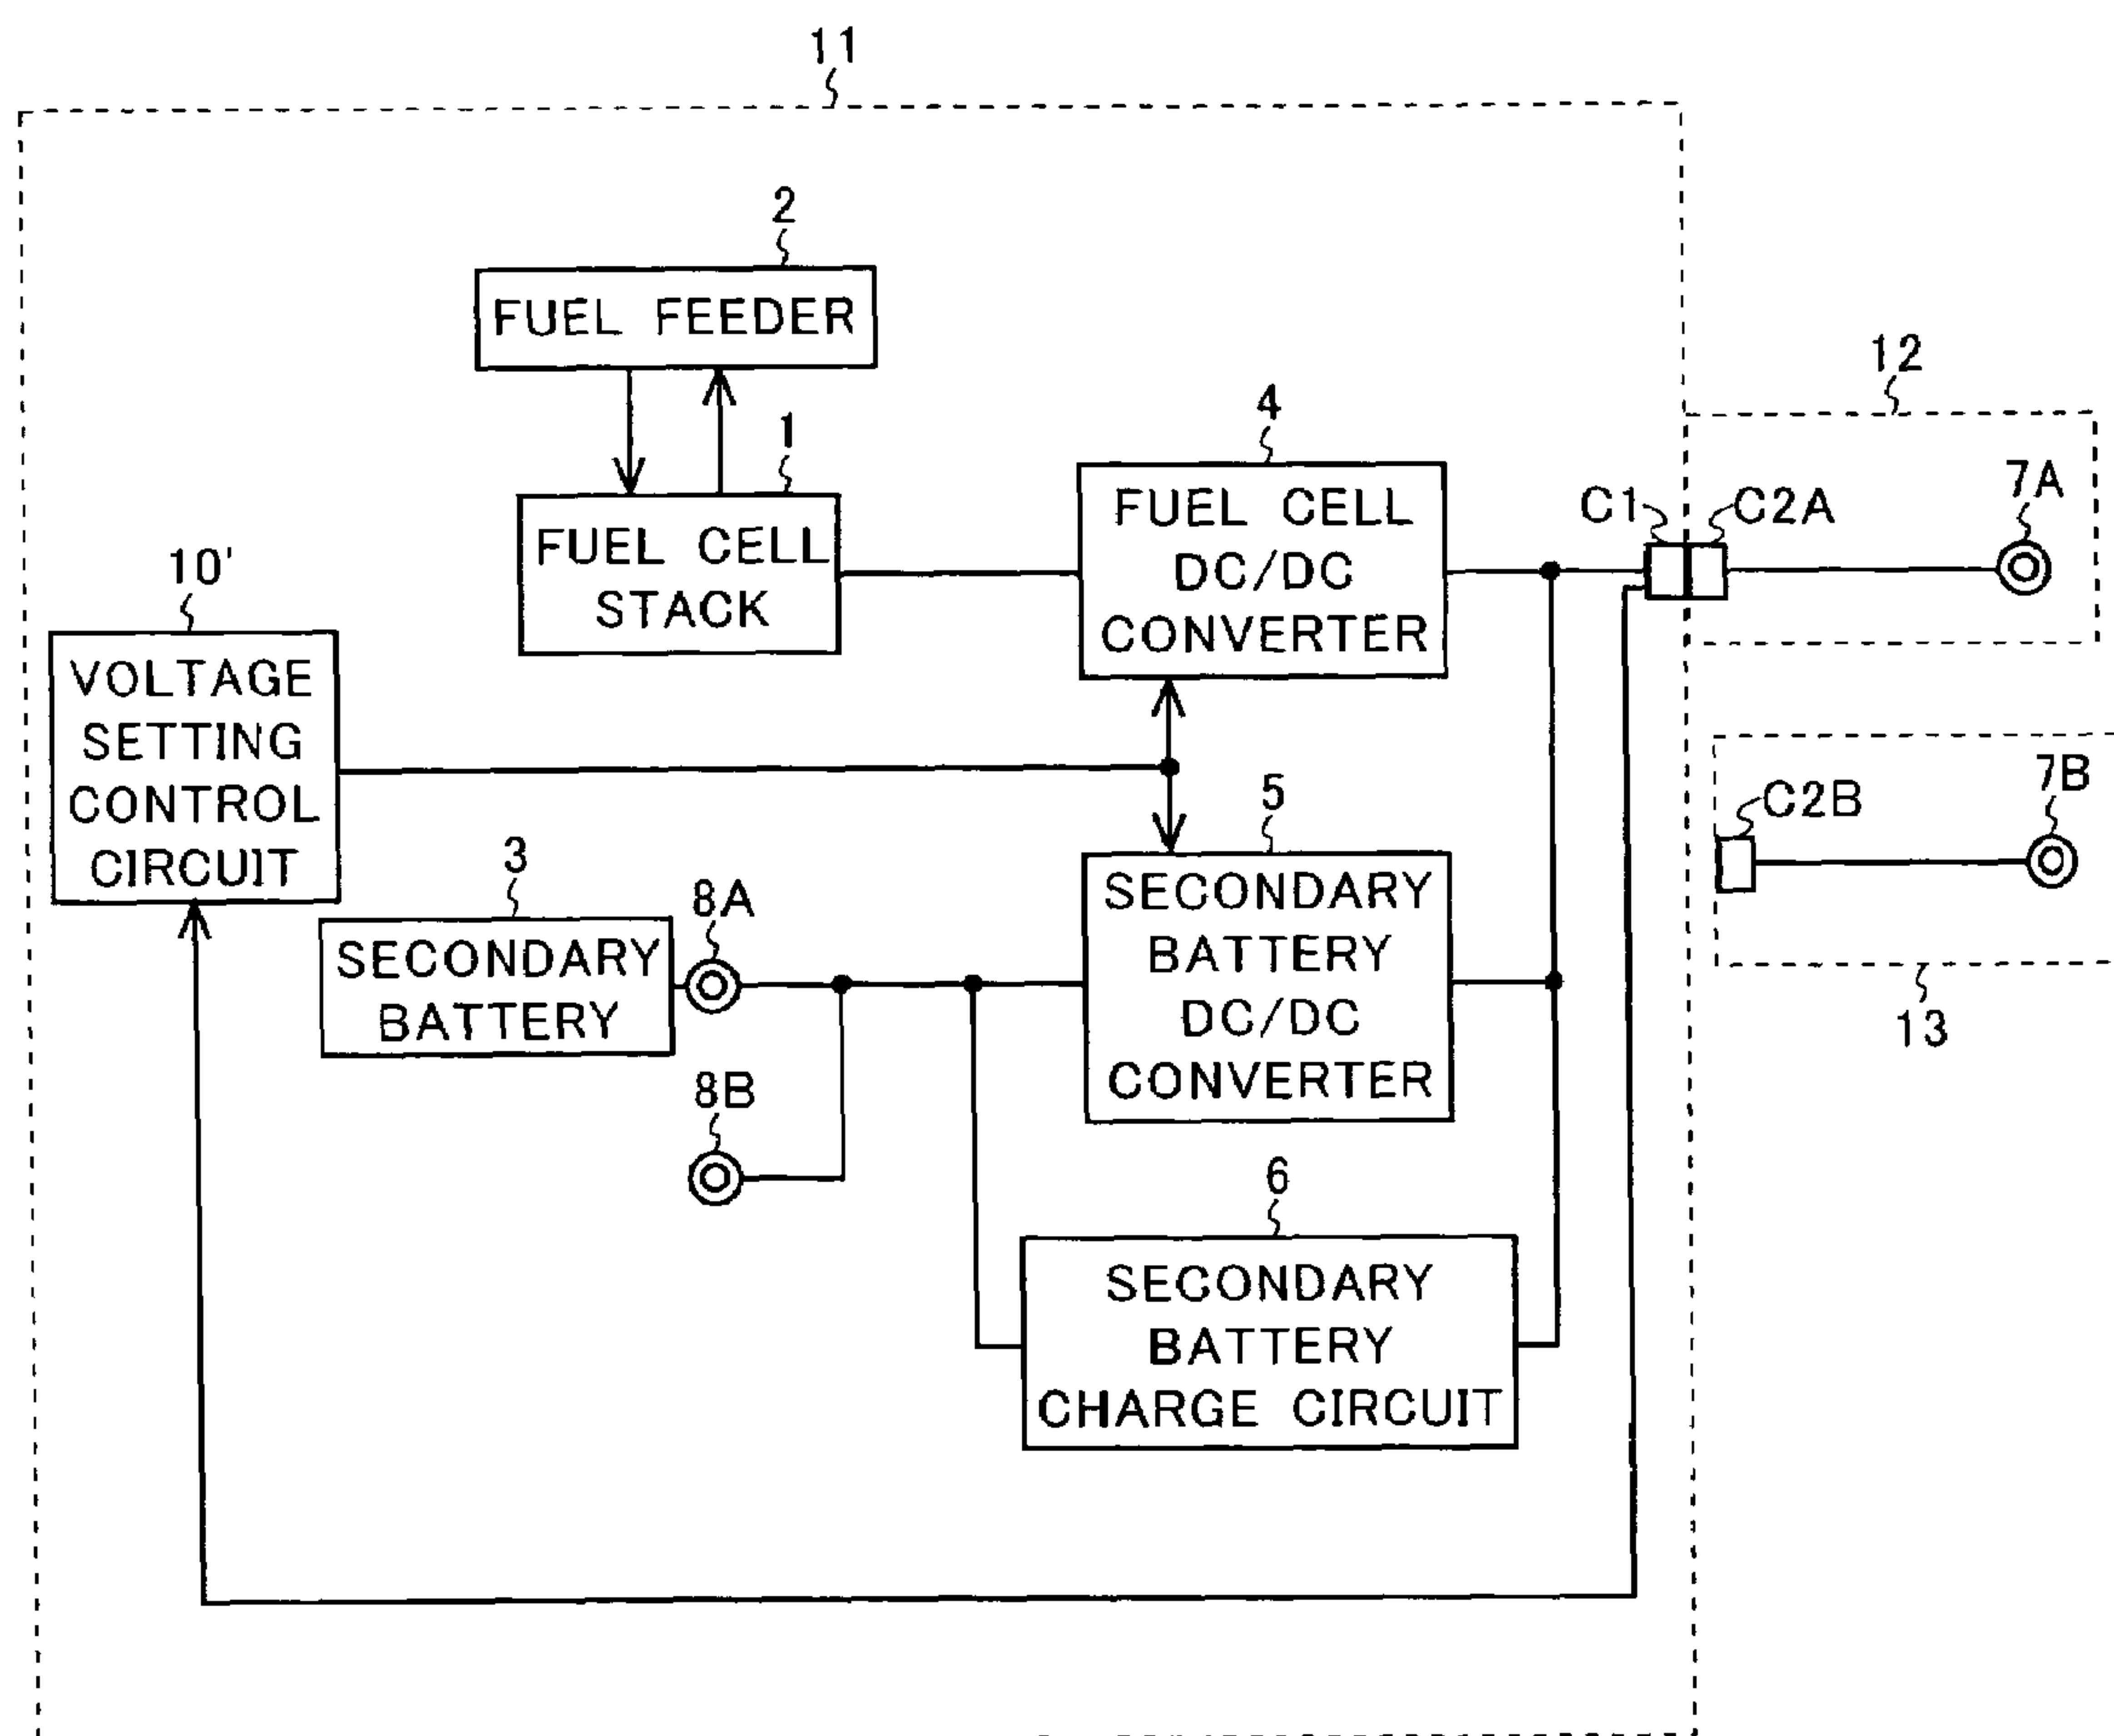 11
2
FUEL FEEDER
1
FUEL CELL
STACK
4
FUEL CELL
DC/DC
CONVERTER
12
C1
C2A
7A
10'
VOLTAGE
SETTING
CONTROL
CIRCUIT
3
SECONDARY
BATTERY
8A
8B
5
SECONDARY
BATTERY
DC/DC
CONVERTER
C2B
7B
13
6
SECONDARY
BATTERY
CHARGE CIRCUIT